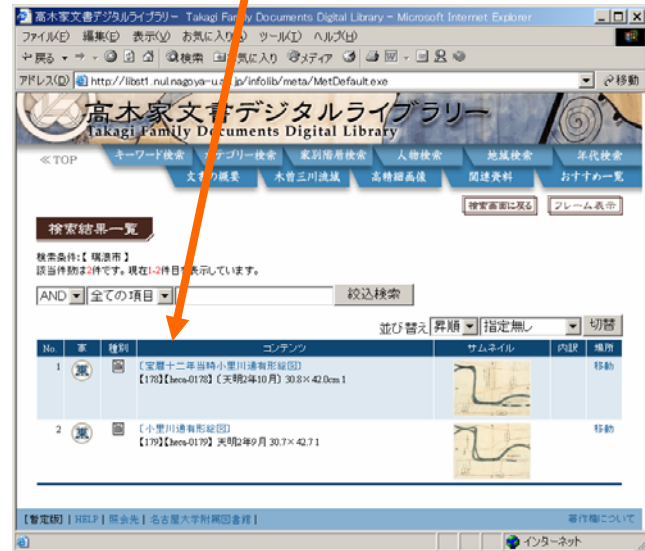 高木家文書デジタルライブラリー - Takagi Family Documents Digital Library - Microsoft Internet Explorer
ファイル(F) 編集(E) 表示(V) お気に入り(A) ツール(T) ヘルプ(H)
戻る 検索 お気に入り メディア
アドレス(D) http://libst1.nul.nagoya-u.ac.jp/infolib/meta/MetDefault.exe 移動
高木家文書デジタルライブラリー
Takagi Family Documents Digital Library
≪TOP キーワード検索 カテゴリー検索 家別階層検索 人物検索 地域検索 年代検索
文書の概要 木曽三川流域 高精細画像 関連資料 おすすめ一覧
検索画面に戻る フレーム表示
検索結果一覧
検索条件:【 瑞浪市 】
該当件数は2件です。現在1-2件目を表示しています。
AND 全ての項目 絞込検索
並び替え 昇順 指定無し 切替
No. 家 種別 コンテンツ サムネイル 内訳 場所
1 東 〔宝暦十二年当時小里川通有形絵図〕 移動
【178】【heca-0178】 〔天明2年10月〕 30.8×42.0cm 1
2 東 〔小里川通有形絵図〕 移動
【179】【heca-0179】 天明2年9月 30.7×42.7 1
【暫定版】 | HELP | 照会先 | 名古屋大学附属図書館 | 著作権について
インターネット